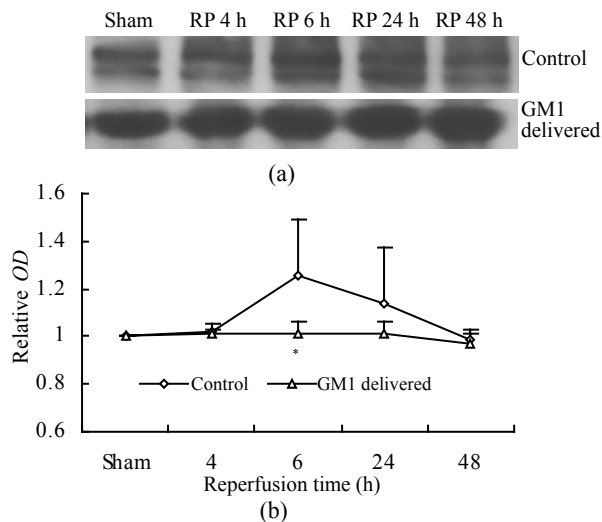 Sham RP 4 h RP 6 h RP 24 h RP 48 h
Control
GM1
delivered
(a)
1.6
1.4
1.2
1
0.8
0.6
Relative OD
*
Control GM1 delivered
Sham 4 6 24 48
Reperfusion time (h)
(b)